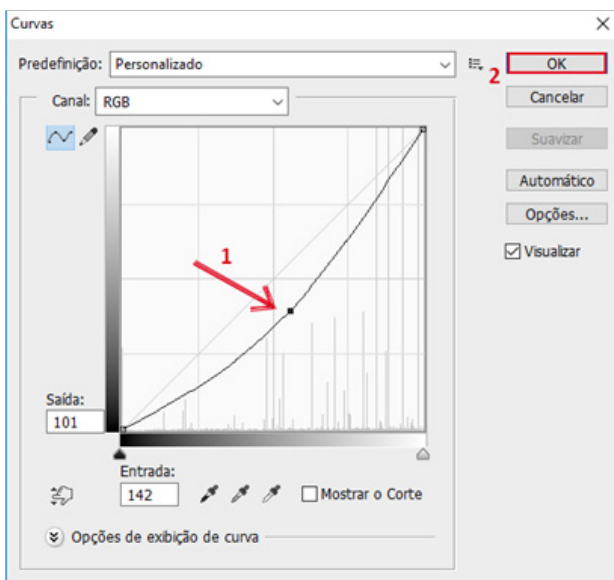 Curvas
Predefinição: Personalizado
2 OK
Canal: RGB
Cancelar
Suavizar
Automático
Opções...
Visualizar
1
Saída:
101
Entrada:
142
Mostrar o Corte
Opções de exibição de curva